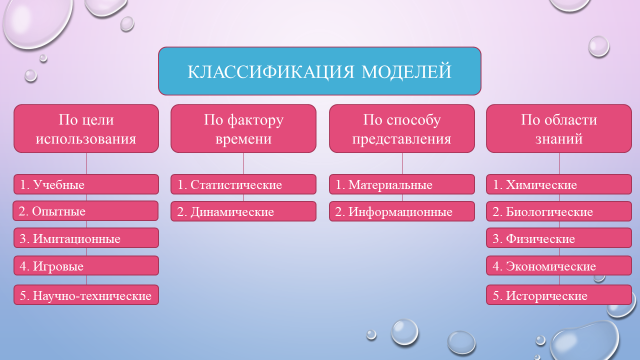 КЛАССИФИКАЦИЯ МОДЕЛЕЙ
По цели
использования
1. Учебные
2. Опытные
3. Имитационные
4. Игровые
5. Научно-технические
По фактору
времени
1. Статистические
2. Динамические
По способу
представления
1. Материальные
2. Информационные
По области
знаний
1. Химические
2. Биологические
3. Физические
4. Экономические
5. Исторические